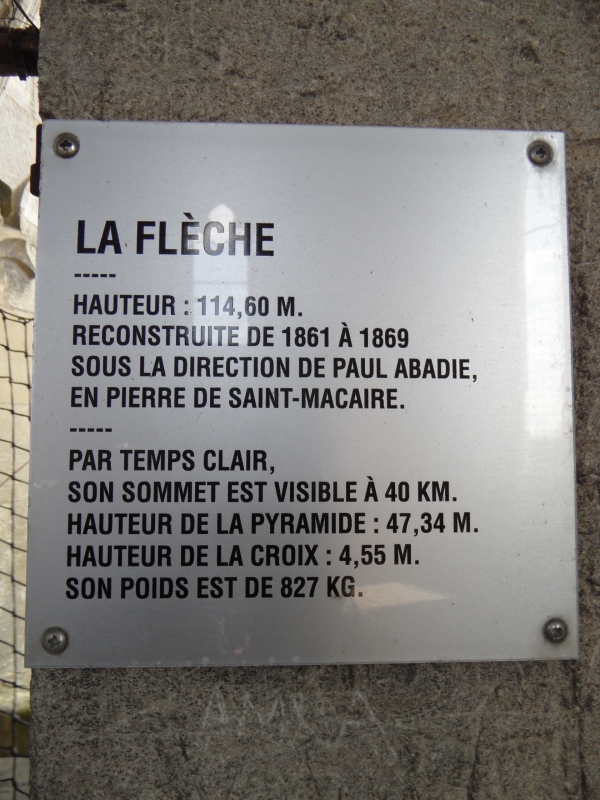 LA FLÈCHE
-----
HAUTEUR : 114,60 M.
RECONSTRUITE DE 1861 À 1869
SOUS LA DIRECTION DE PAUL ABADIE,
EN PIERRE DE SAINT-MACAIRE.
-----
PAR TEMPS CLAIR,
SON SOMMET EST VISIBLE À 40 KM.
HAUTEUR DE LA PYRAMIDE : 47,34 M.
HAUTEUR DE LA CROIX : 4,55 M.
SON POIDS EST DE 827 KG.